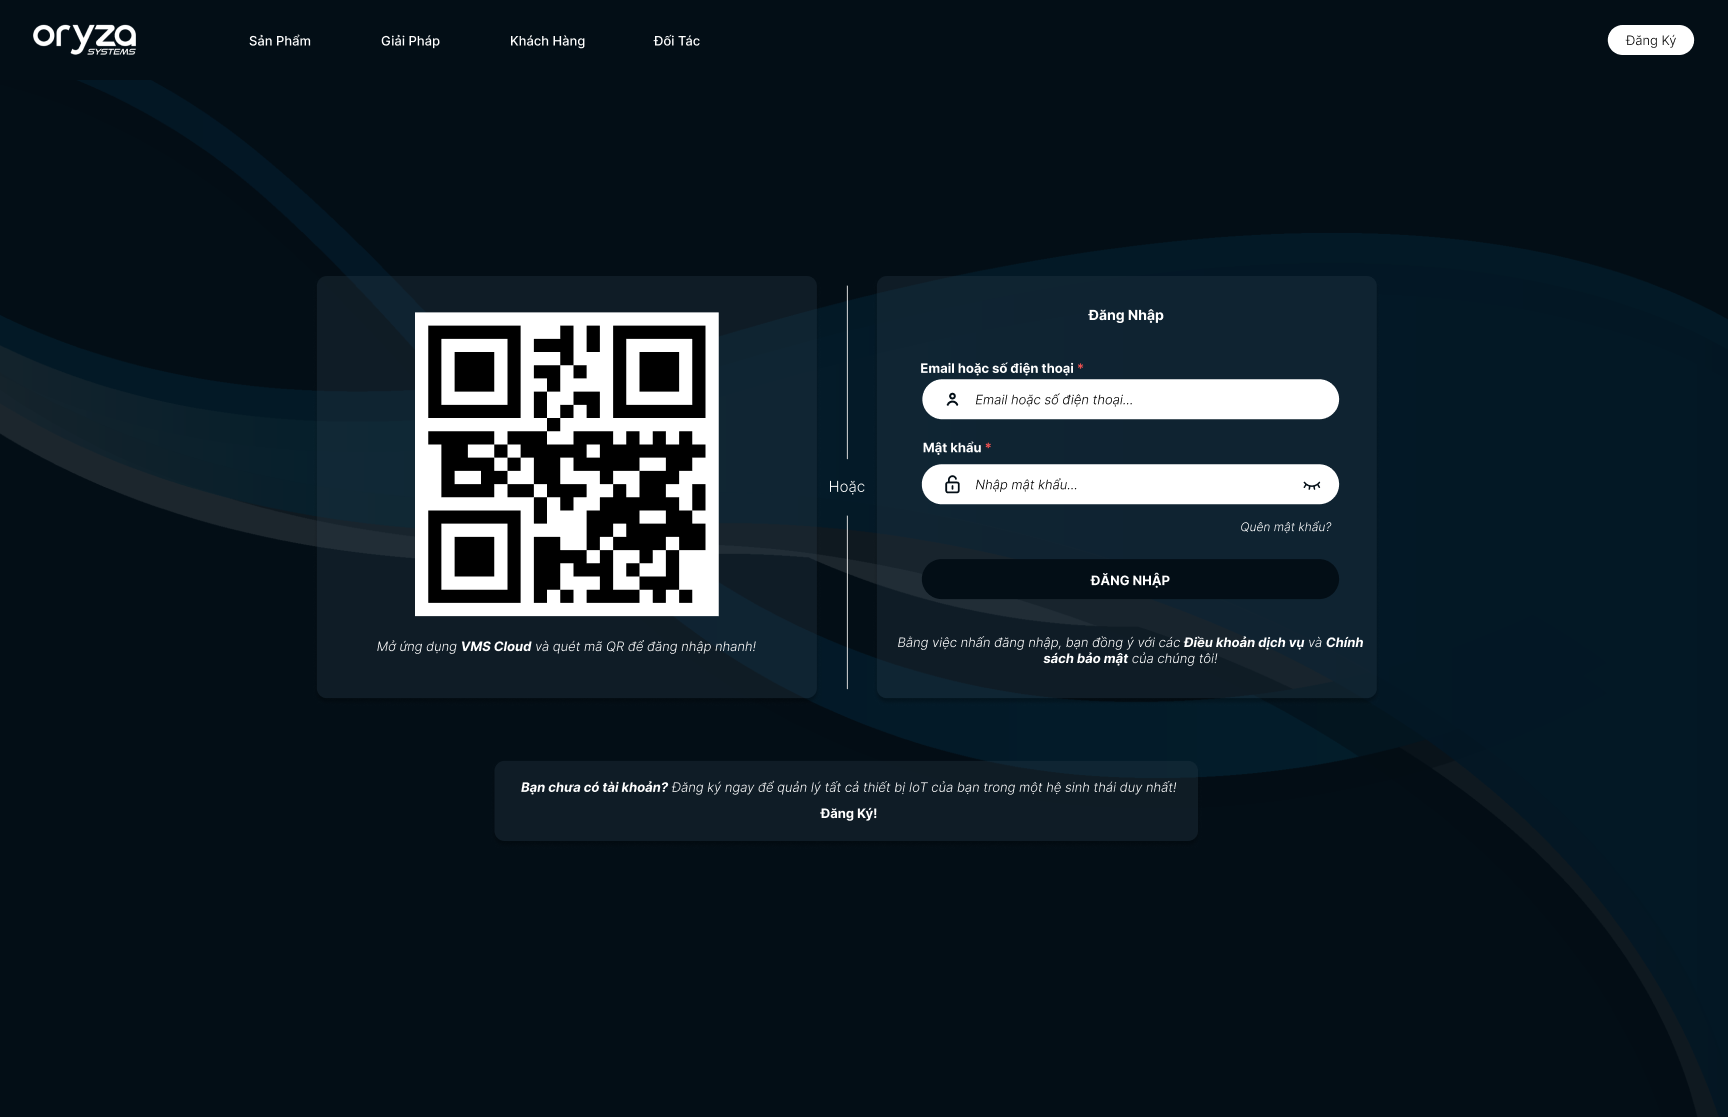 oryza
SYSTEMS
Sản Phẩm
Giải Pháp
Khách Hàng
Đối Tác
Đăng Ký
Mở ứng dụng VMS Cloud và quét mã QR để đăng nhập nhanh!
Hoặc
Đăng Nhập
Email hoặc số điện thoại *
Email hoặc số điện thoại...
Mật khẩu *
Nhập mật khẩu...
Quên mật khẩu?
ĐĂNG NHẬP
Bằng việc nhấn đăng nhập, bạn đồng ý với các Điều khoản dịch vụ và Chính
sách bảo mật của chúng tôi!
Bạn chưa có tài khoản? Đăng ký ngay để quản lý tất cả thiết bị IoT của bạn trong một hệ sinh thái duy nhất!
Đăng Ký!